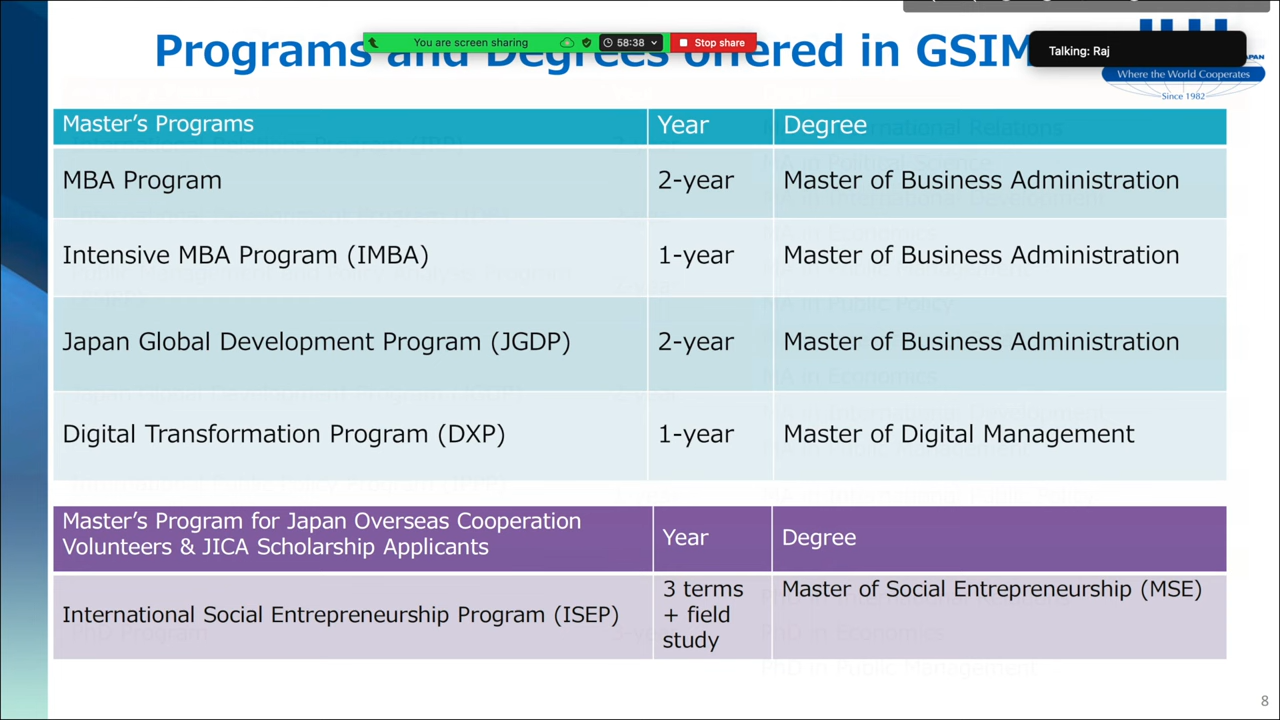 Programs and Degrees offered in GSIM
You are screen sharing 58:38 Stop share
Talking: Raj
JAPAN
Where the World Cooperates
Since 1982
Master's Programs Year Degree
MBA Program 2-year Master of Business Administration
Intensive MBA Program (IMBA) 1-year Master of Business Administration
Japan Global Development Program (JGDP) 2-year Master of Business Administration
Digital Transformation Program (DXP) 1-year Master of Digital Management
Master's Program for Japan Overseas Cooperation
Volunteers & JICA Scholarship Applicants
Year Degree
International Social Entrepreneurship Program (ISEP)
3 terms
+ field
study
Master of Social Entrepreneurship (MSE)
8